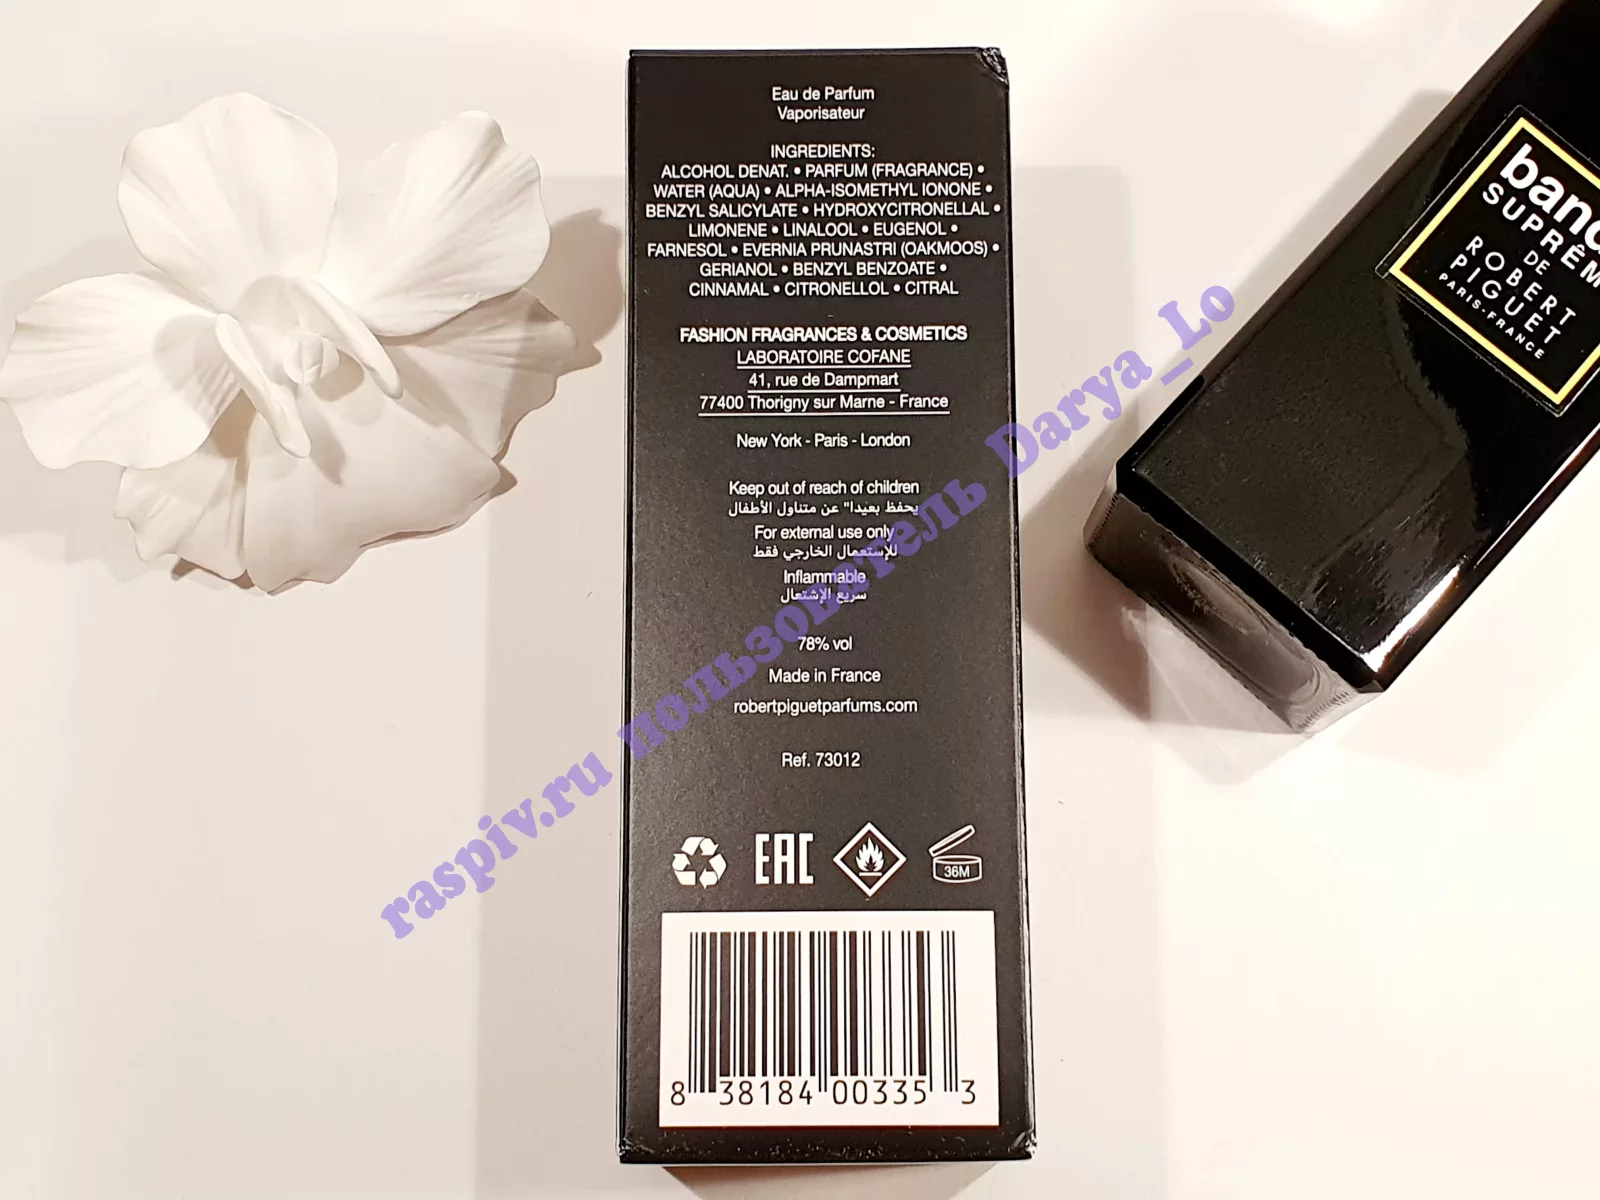 Eau de Parfum
Vaporisateur
INGREDIENTS:
ALCOHOL DENAT. • PARFUM (FRAGRANCE) •
WATER (AQUA) • ALPHA-ISOMETHYL IONONE •
BENZYL SALICYLATE • HYDROXYCITRONELLAL •
LIMONENE • LINALOOL • EUGENOL •
FARNESOL • EVERNIA PRUNASTRI (OAKMOOS) •
GERIANOL • BENZYL BENZOATE •
CINNAMAL • CITRONELLOL • CITRAL
FASHION FRAGRANCES & COSMETICS
LABORATOIRE COFANE
41, rue de Dampmart
77400 Thorigny sur Marne - France
New York - Paris - London
Keep out of reach of children
يحفظ بعيدا" عن متناول الأطفال
For external use only
للإستعمال الخارجي فقط
Inflammable
سريع الإشتعال
78% vol
Made in France
robertpiguetparfums.com
Ref. 73012
EAC
36M
8 38184 00335 3
band
SUPRÊM
DE
ROBERT
PIGUET
PARIS-FRANCE
raspiv.ru пользователь Darya_Lo